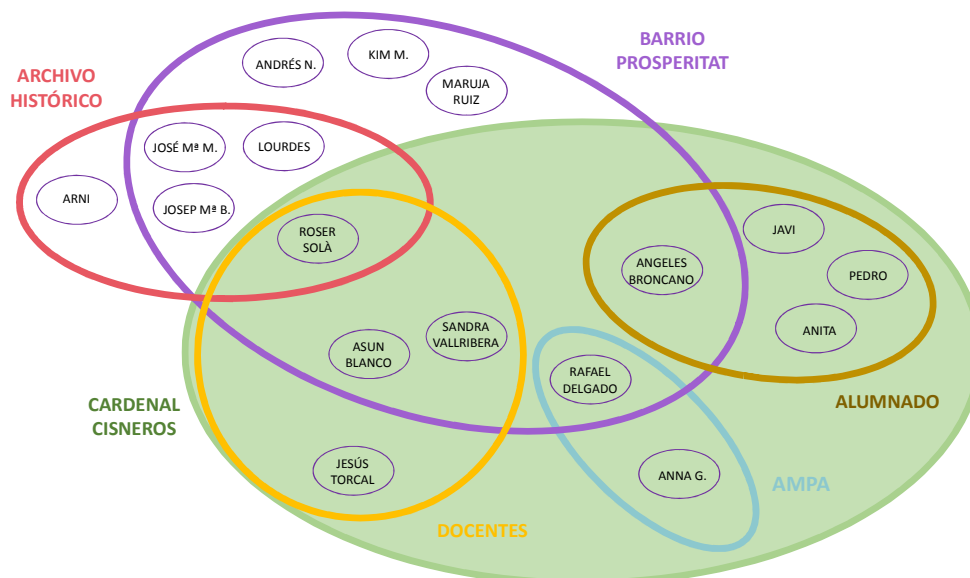 KIM M.
ANDRÉS N.
BARRIO
PROSPERITAT
ARCHIVO
HISTÓRICO
MARUJA
RUIZ
JOSÉ Mª M.
LOURDES
ARNI
JOSEP Mª B.
ROSER
SOLÀ
JAVI
ANGELES
BRONCANO
PEDRO
ANITA
SANDRA
VALLRIBERA
ASUN
BLANCO
RAFAEL
DELGADO
ALUMNADO
CARDENAL
CISNEROS
JESÚS
TORCAL
ANNA G.
AMPA
DOCENTES